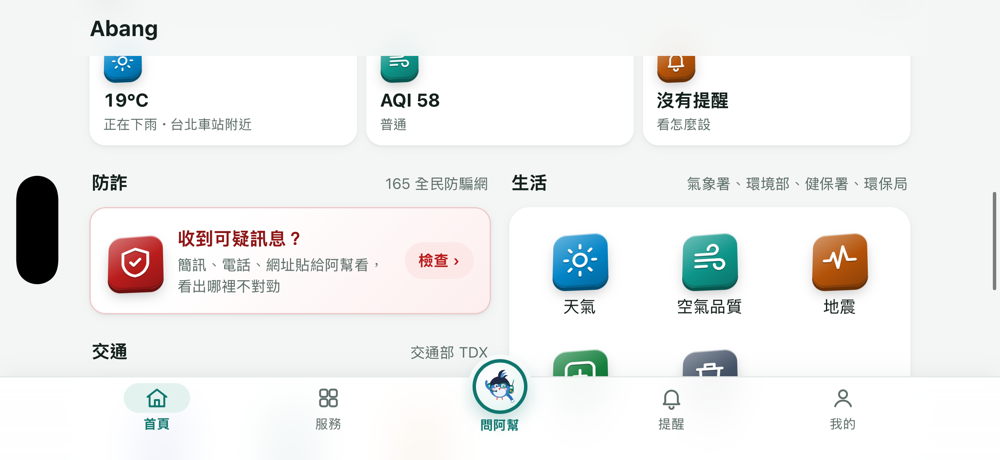 Abang
19°C
正在下雨・台北車站附近
AQI 58
普通
沒有提醒
看怎麼設
防詐
165 全民防騙網
收到可疑訊息？
簡訊、電話、網址貼給阿幫看，
看出哪裡不對勁
檢查 ›
交通
交通部 TDX
生活
氣象署、環境部、健保署、環保局
天氣
空氣品質
地震
首頁
服務
問阿幫
提醒
我的